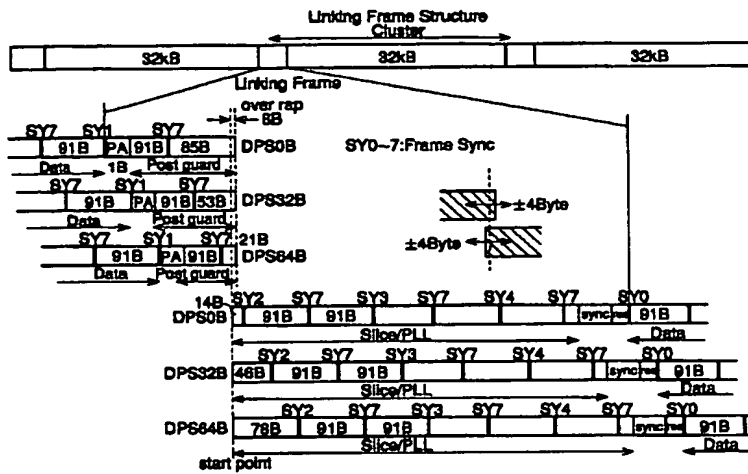 Linking Frame Structure
Cluster
32kB 32kB 32kB
Linking Frame
over rap
8B
SY7 SY1 SY7
91B PA 91B 85B DPS0B
SY0~7:Frame Sync
Data 1B Post guard
SY7 SY1 SY7
91B PA 91B 53B DPS32B
±4Byte
Data Post guard
SY7 SY1 SY7 21B
91B PA 91B DPS64B
±4Byte
Data Post guard
14B SY2 SY7 SY3 SY7 SY4 SY7 SY0
DPS0B 91B 91B sync res 91B
Slice/PLL Data
SY2 SY7 SY3 SY7 SY4 SY7 SY0
DPS32B 46B 91B 91B sync res 91B
Slice/PLL Data
SY2 SY7 SY3 SY7 SY4 SY7 SY0
DPS64B 78B 91B 91B sync res 91B
Slice/PLL Data
start point